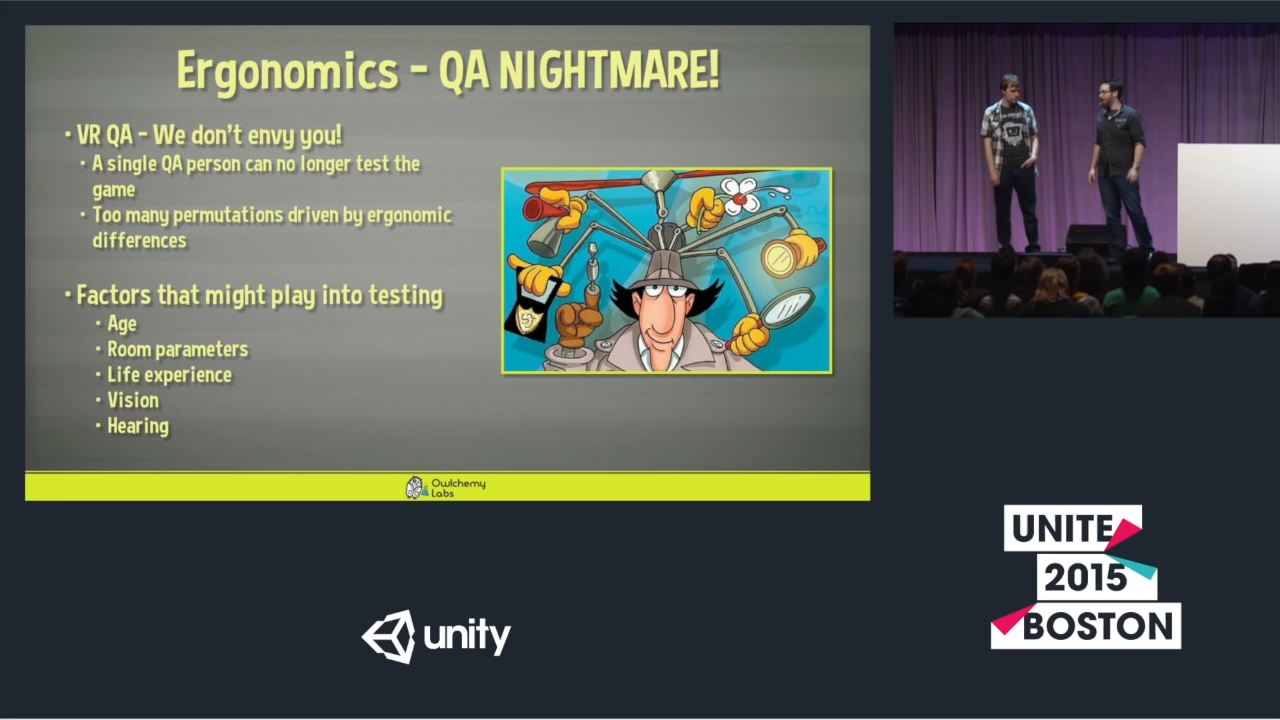 Ergonomics - QA NIGHTMARE!
• VR QA - We don't envy you!
• A single QA person can no longer test the
game
• Too many permutations driven by ergonomic
differences
• Factors that might play into testing
• Age
• Room parameters
• Life experience
• Vision
• Hearing
Owlchemy
Labs
UNITE
2015
BOSTON
unity